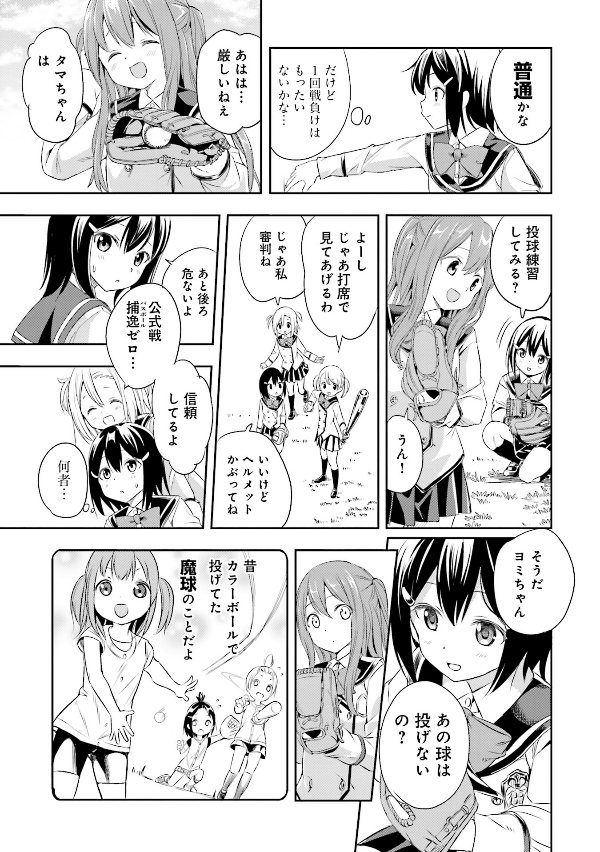 普通かな
だけど
1回戦負けは
もったい
ないかな…
あはは…
厳しいねえ
タマちゃん
は
投球練習
してみる?
うん!
よーし
じゃあ打席で
見てあげるわ
じゃあ私
審判ね
いいけど
ヘルメット
かぶってね
あと後ろ
危ないよ
公式戦
捕逸ゼロ…
パスボール
信頼
してるよ
何者…
そうだ
ヨミちゃん
あの球は
投げない
の?
昔
カラーボールで
投げてた
魔球のことだよ